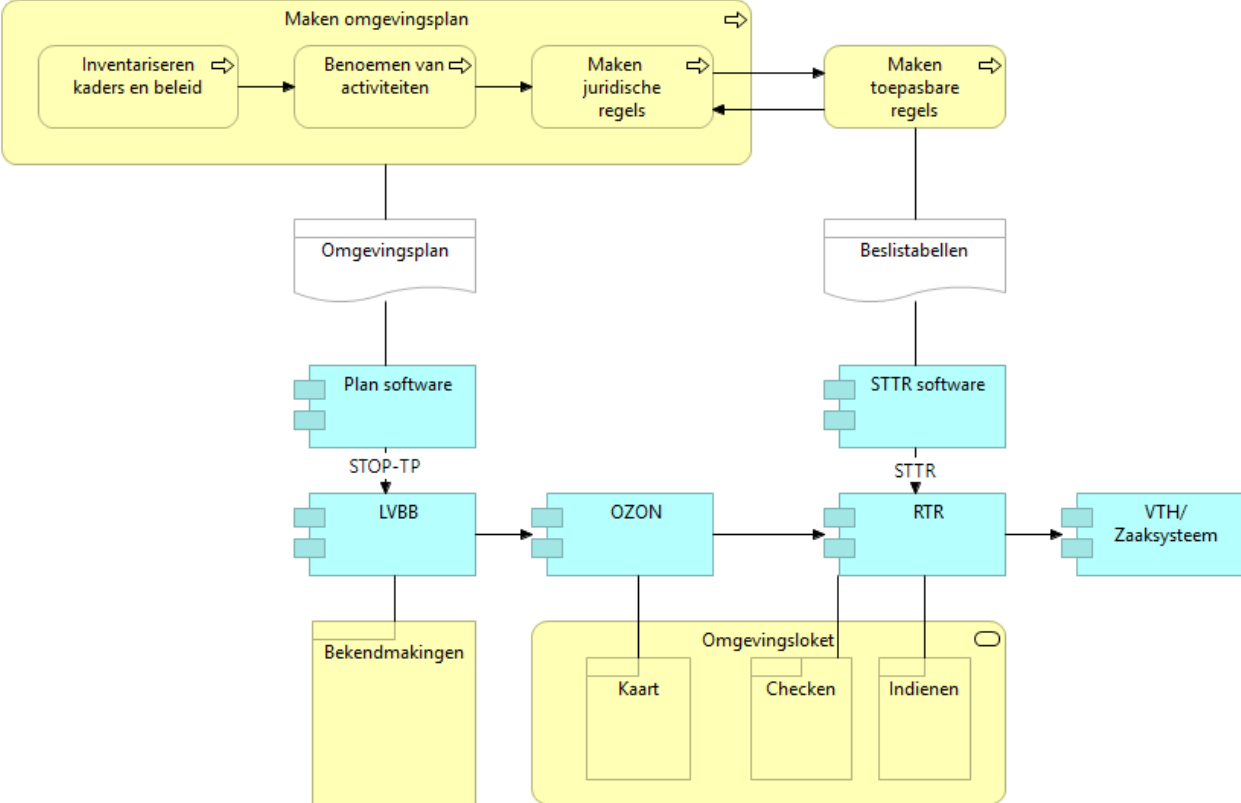 Maken omgevingsplan
Inventariseren
kaders en beleid
Benoemen van
activiteiten
Maken
juridische
regels
Maken
toepasbare
regels
Omgevingsplan
Beslistabellen
Plan software
STTR software
STOP-TP
STTR
LVBB
OZON
RTR
VTH/
Zaaksysteem
Bekendmakingen
Omgevingsloket
Kaart
Checken
Indienen